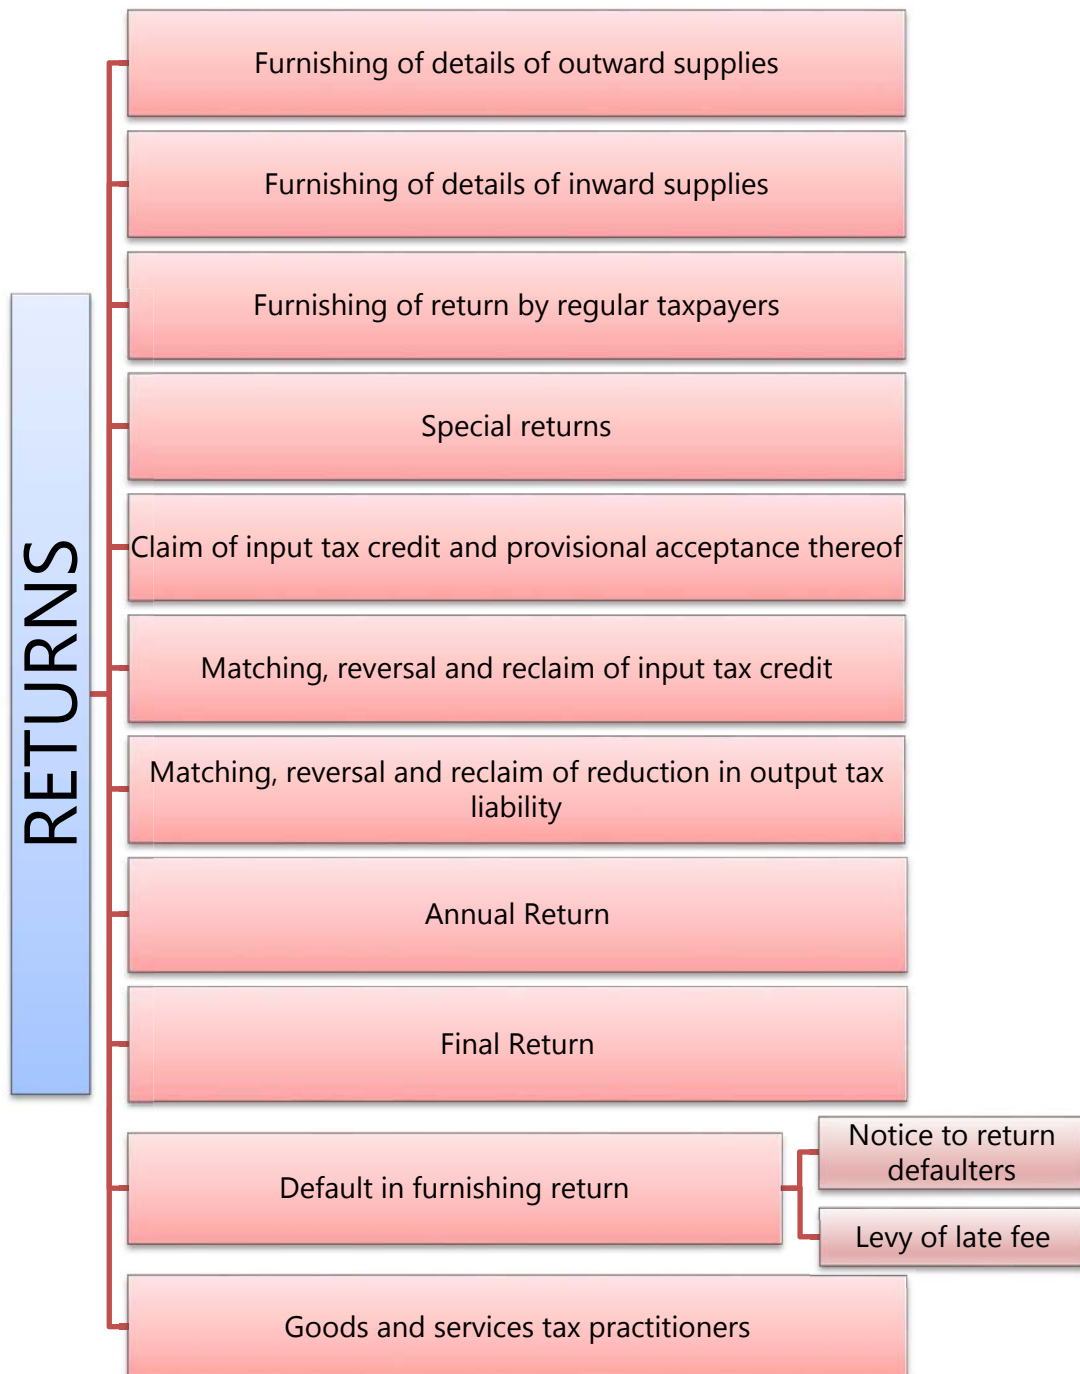 RETURNS
Furnishing of details of outward supplies
Furnishing of details of inward supplies
Furnishing of return by regular taxpayers
Special returns
Claim of input tax credit and provisional acceptance thereof
Matching, reversal and reclaim of input tax credit
Matching, reversal and reclaim of reduction in output tax
liability
Annual Return
Final Return
Default in furnishing return
Notice to return
defaulters
Levy of late fee
Goods and services tax practitioners